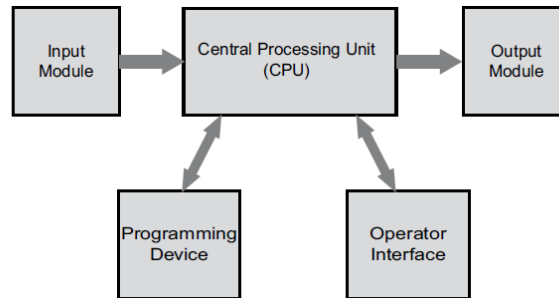 Input
Module
Central Processing Unit
(CPU)
Output
Module
Programming
Device
Operator
Interface